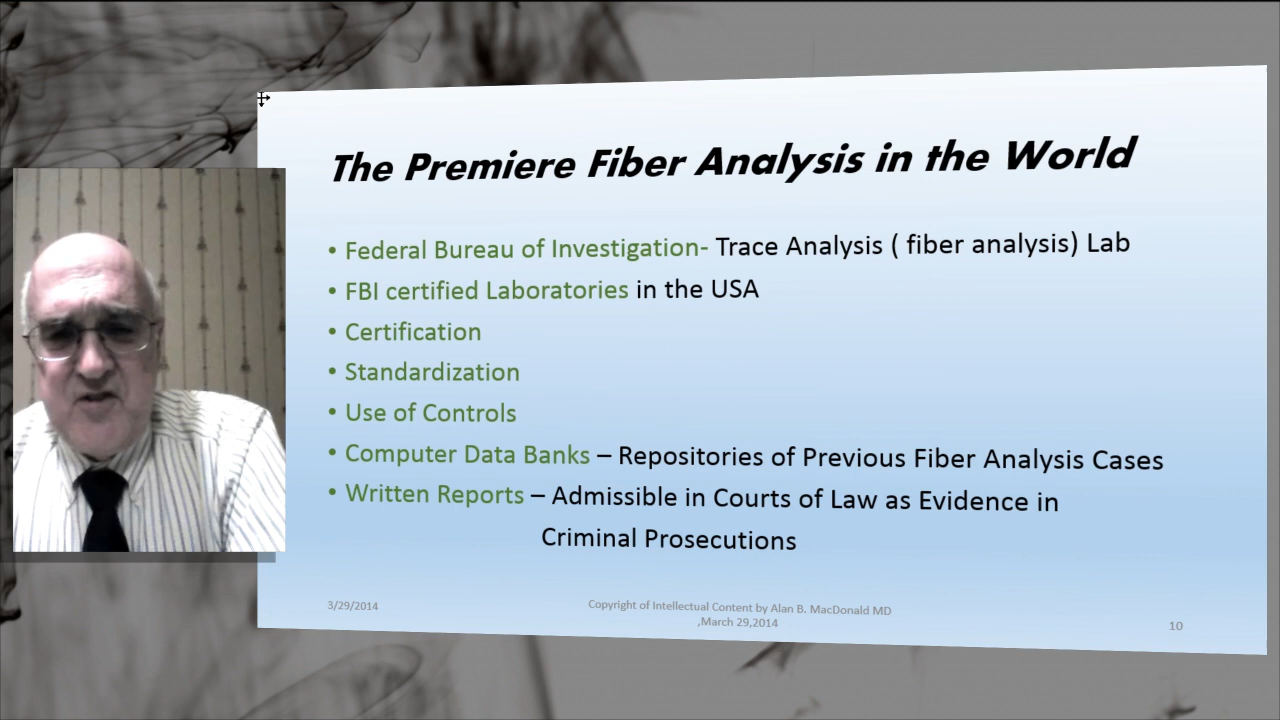 The Premiere Fiber Analysis in the World
• Federal Bureau of Investigation- Trace Analysis ( fiber analysis) Lab
• FBI certified Laboratories in the USA
• Certification
• Standardization
• Use of Controls
• Computer Data Banks – Repositories of Previous Fiber Analysis Cases
• Written Reports – Admissible in Courts of Law as Evidence in
Criminal Prosecutions
3/29/2014
Copyright of Intellectual Content by Alan B. MacDonald MD
,March 29,2014
10